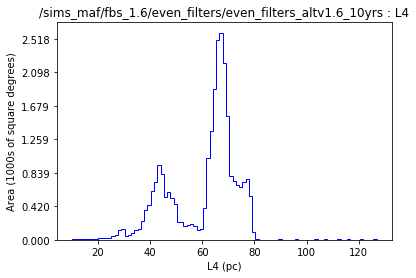 /sims_maf/fbs_1.6/even_filters/even_filters_altv1.6_10yrs : L4
2.518
2.098
1.679
1.259
0.839
0.420
0.000
Area (1000s of square degrees)
20 40 60 80 100 120
L4 (pc)